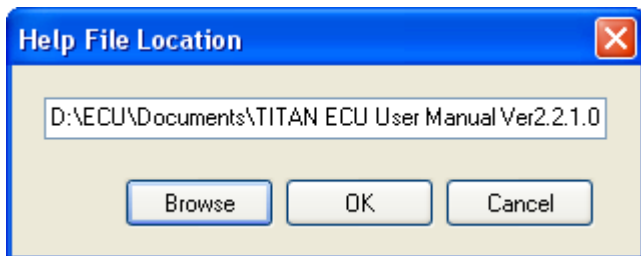 Help File Location
D:\ECU\Documents\TITAN ECU User Manual Ver2.2.1.0
Browse OK Cancel